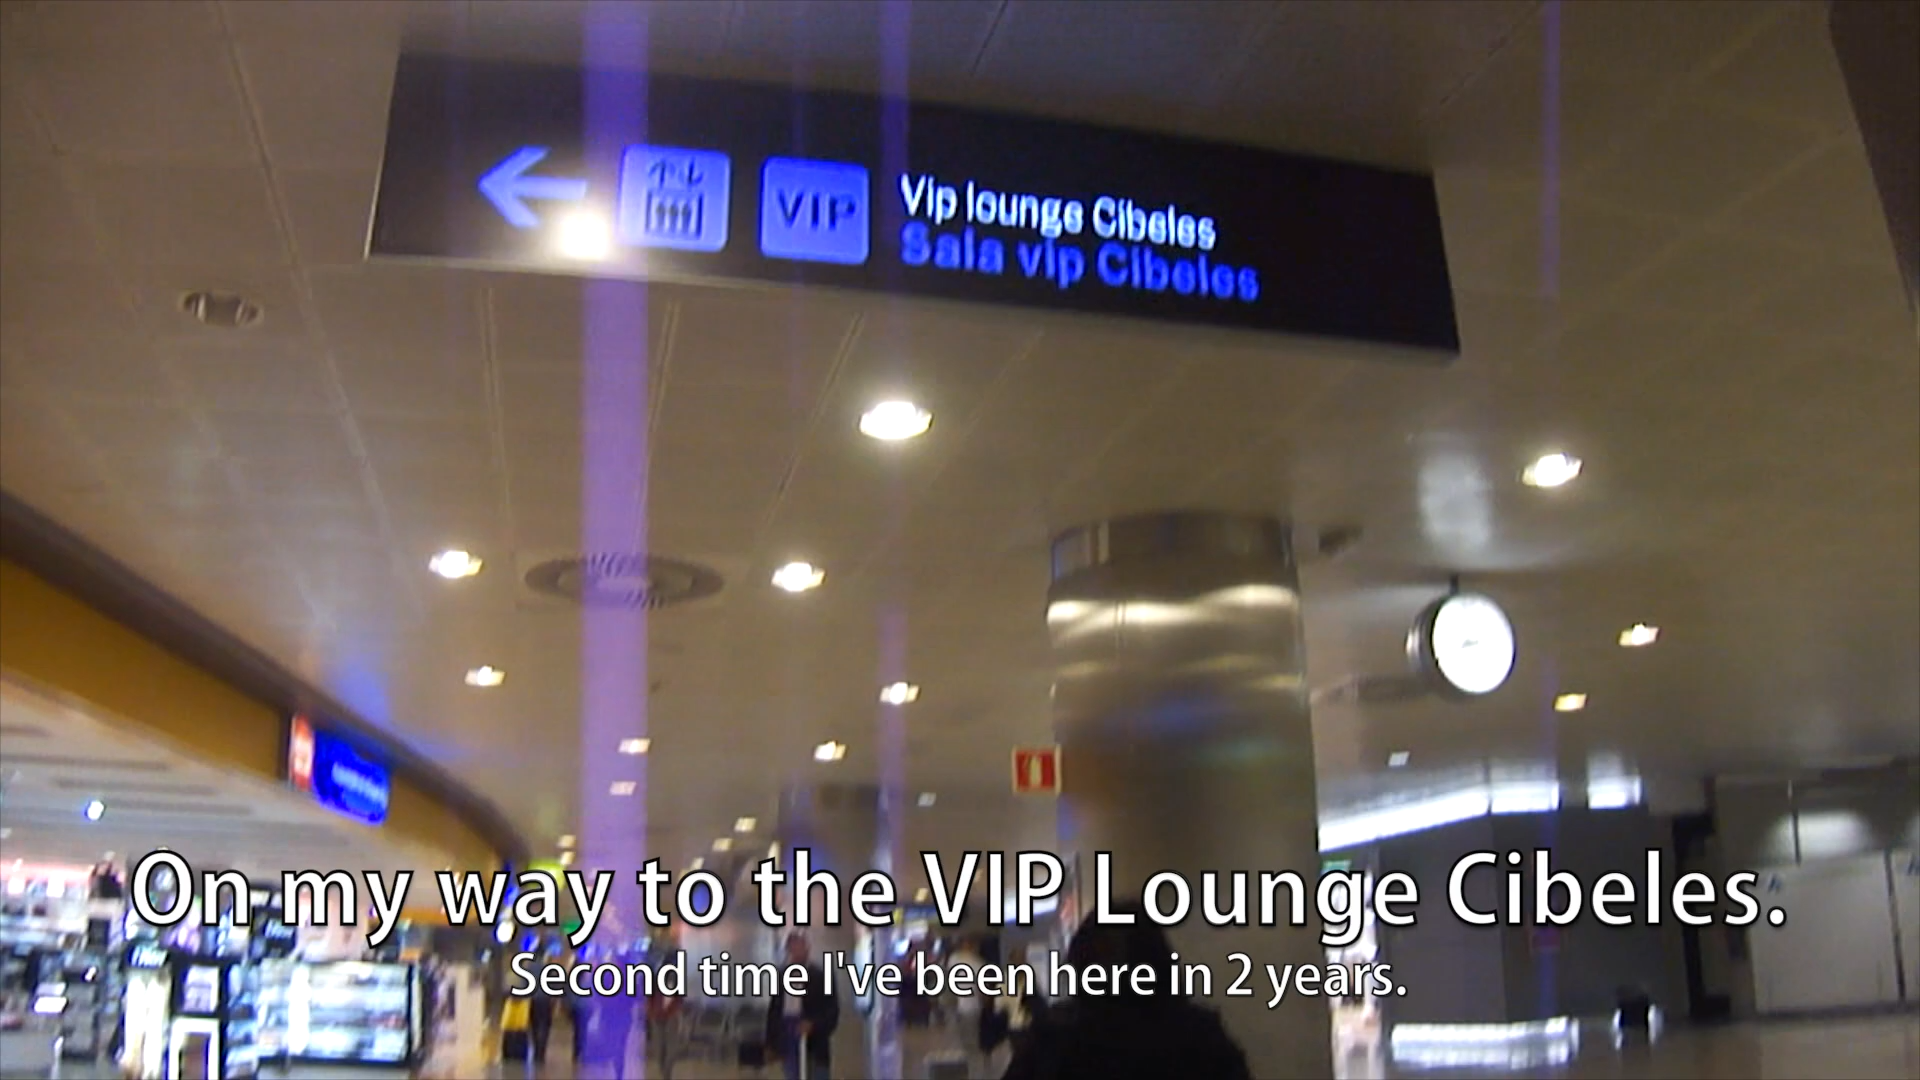 VIP
Vip lounge Cibeles
Sala vip Cibeles
On my way to the VIP Lounge Cibeles.
Second time I've been here in 2 years.